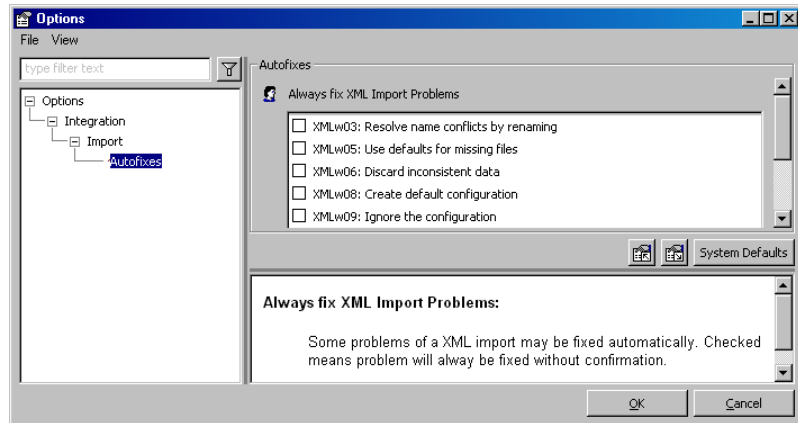 Options
File View
type filter text
Options
Integration
Import
Autofixes
Autofixes
Always fix XML Import Problems
XMLw03: Resolve name conflicts by renaming
XMLw05: Use defaults for missing files
XMLw06: Discard inconsistent data
XMLw08: Create default configuration
XMLw09: Ignore the configuration
System Defaults
Always fix XML Import Problems:
Some problems of a XML import may be fixed automatically. Checked
means problem will alway be fixed without confirmation.
OK Cancel